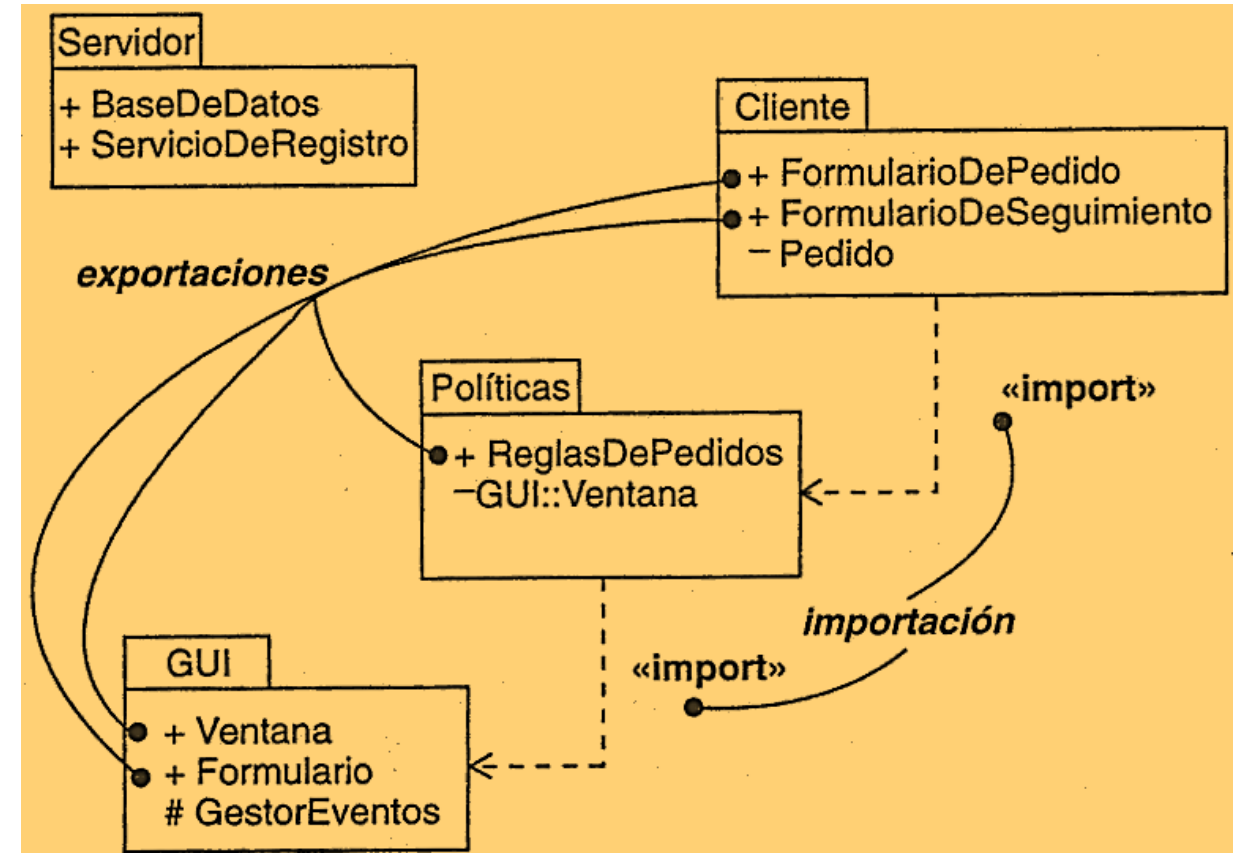 Servidor
+ BaseDeDatos
+ ServicioDeRegistro
Cliente
+ FormularioDePedido
+ FormularioDeSeguimiento
– Pedido
exportaciones
Políticas
+ ReglasDePedidos
–GUI::Ventana
«import»
importación
«import»
GUI
+ Ventana
+ Formulario
# GestorEventos